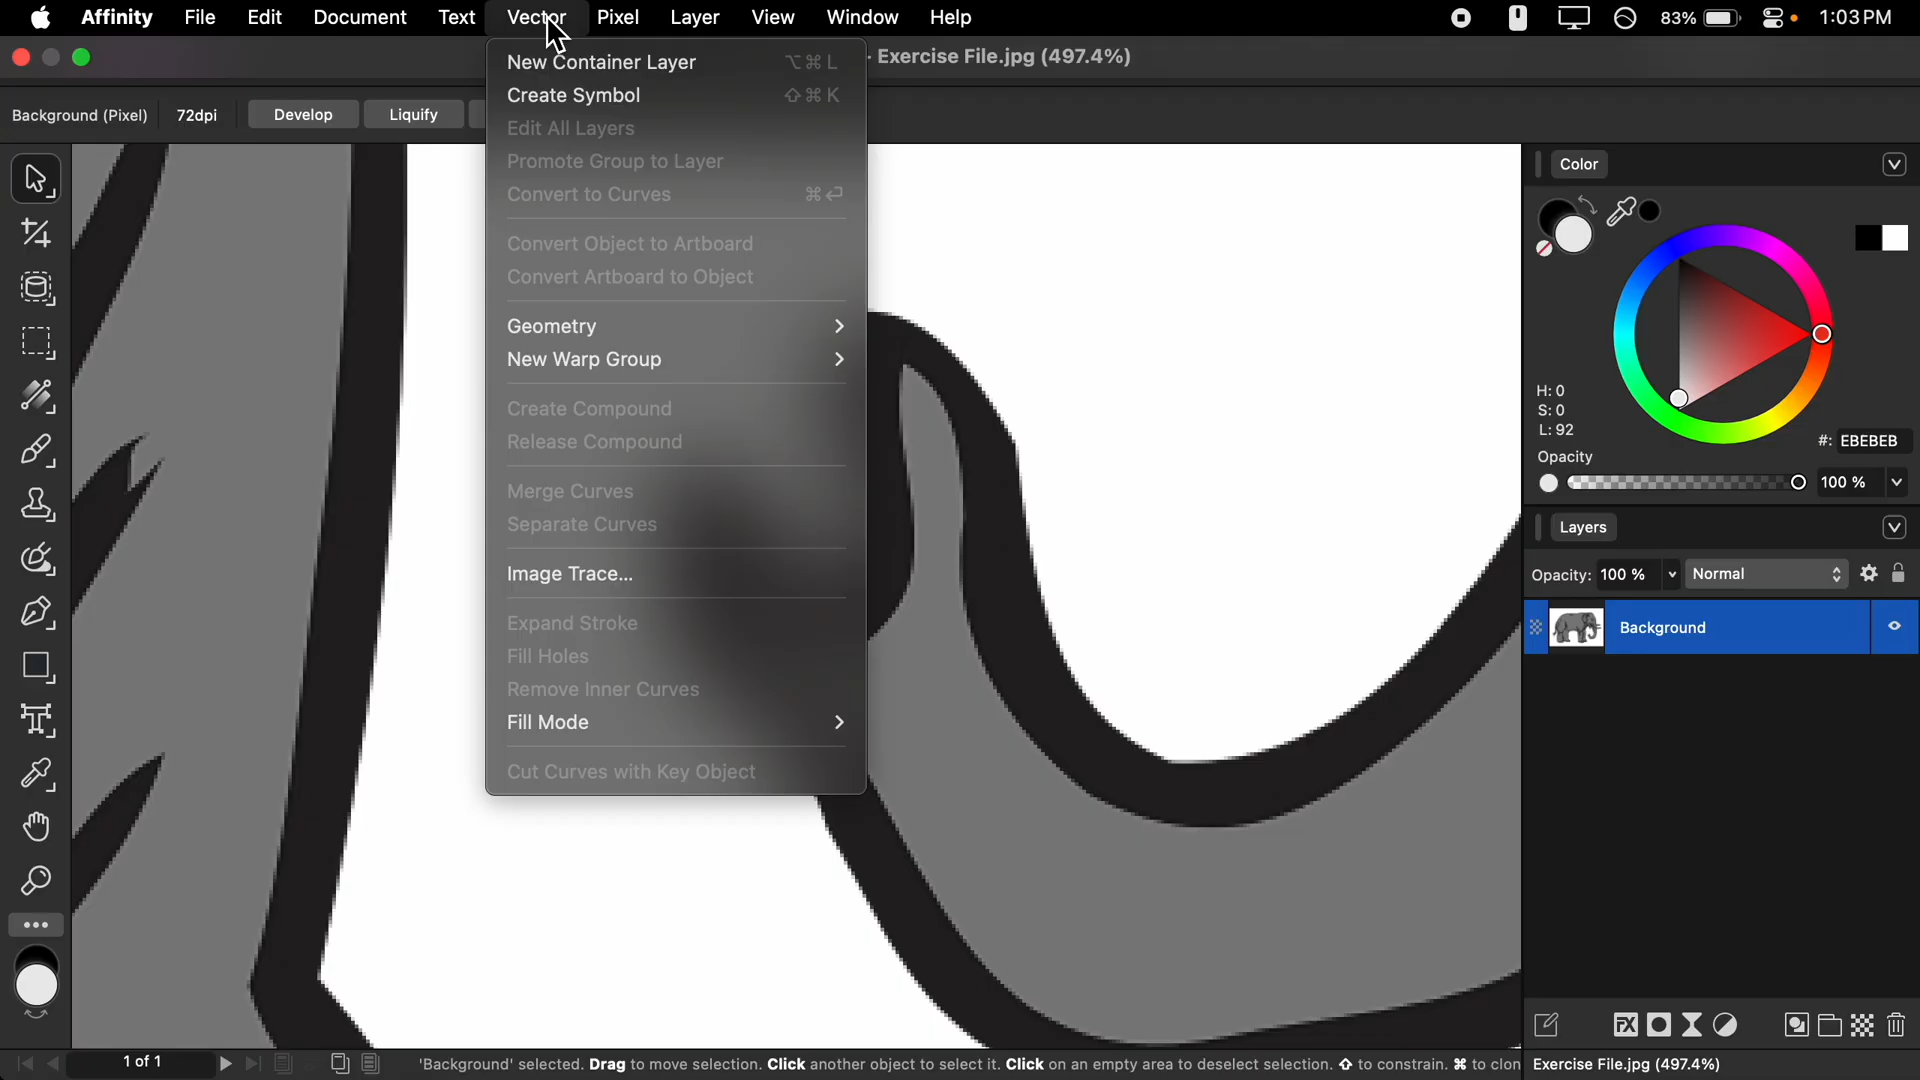 Affinity File Edit Document Text Vector Pixel Layer View Window Help 83% 1:03 PM
Exercise File.jpg (497.4%)
Background (Pixel) 72dpi Develop Liquify
New Container Layer ⌥⌘L
Create Symbol ⇧⌘K
Edit All Layers
Promote Group to Layer
Convert to Curves ⌘↩
Convert Object to Artboard
Convert Artboard to Object
Geometry
New Warp Group
Create Compound
Release Compound
Merge Curves
Separate Curves
Image Trace...
Expand Stroke
Fill Holes
Remove Inner Curves
Fill Mode
Cut Curves with Key Object
Color
H: 0
S: 0
L: 92
#: EBEBEB
Opacity
100 %
Layers
Opacity: 100 % Normal
Background
FX
1 of 1
'Background' selected. Drag to move selection. Click another object to select it. Click on an empty area to deselect selection. ⇧ to constrain. ⌘ to clon
Exercise File.jpg (497.4%)